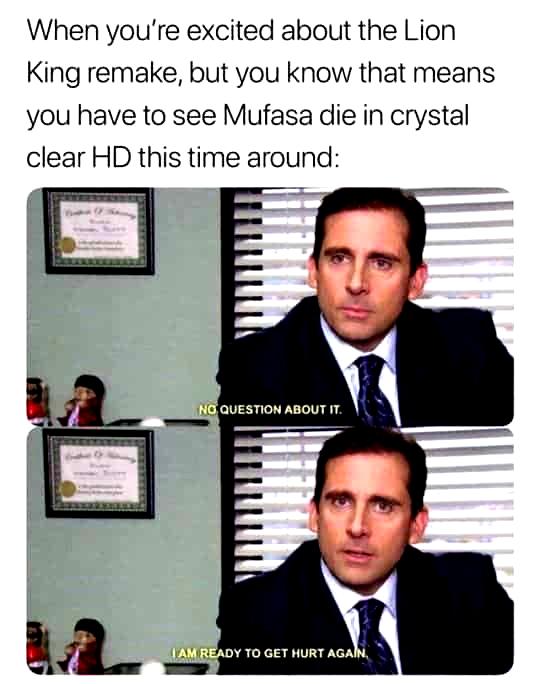 When you’re excited about the Lion
King remake, but you know that means
you have to see Mufasa die in crystal
clear HD this time around:
NO QUESTION ABOUT IT.
I AM READY TO GET HURT AGAIN.